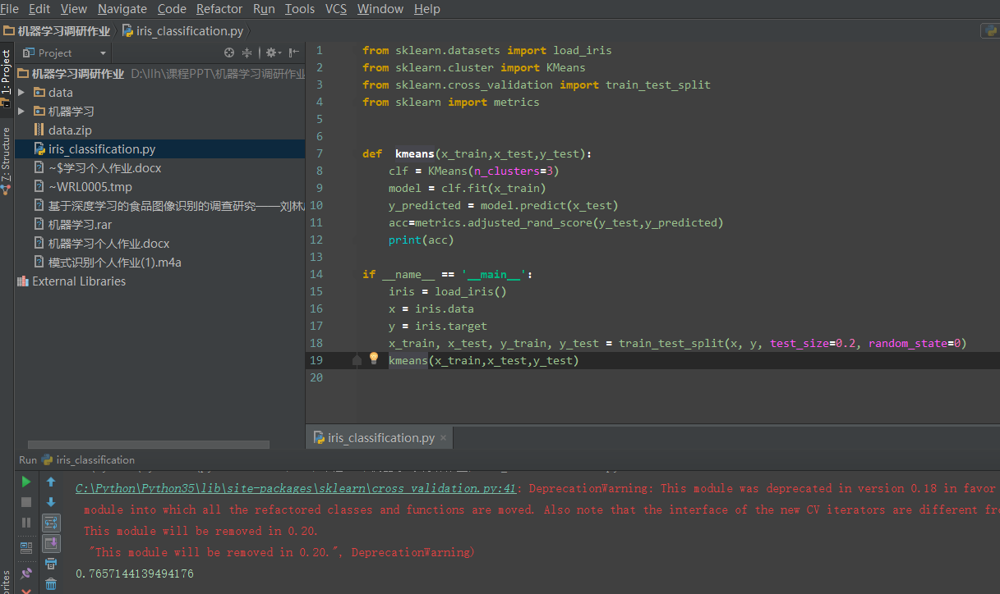 File Edit View Navigate Code Refactor Run Tools VCS Window Help
机器学习调研作业 iris_classification.py
1: Project
7: Structure
Project
机器学习调研作业 D:\llh\课程PPT\机器学习调研作业
data
机器学习
data.zip
iris_classification.py
~$学习个人作业.docx
~WRL0005.tmp
基于深度学习的食品图像识别的调查研究——刘林
机器学习.rar
机器学习个人作业.docx
模式识别个人作业(1).m4a
External Libraries
1 from sklearn.datasets import load_iris
2 from sklearn.cluster import KMeans
3 from sklearn.cross_validation import train_test_split
4 from sklearn import metrics
5
6
7 def kmeans(x_train,x_test,y_test):
8 clf = KMeans(n_clusters=3)
9 model = clf.fit(x_train)
10 y_predicted = model.predict(x_test)
11 acc=metrics.adjusted_rand_score(y_test,y_predicted)
12 print(acc)
13
14 if __name__ == '__main__':
15 iris = load_iris()
16 x = iris.data
17 y = iris.target
18 x_train, x_test, y_train, y_test = train_test_split(x, y, test_size=0.2, random_state=0)
19 kmeans(x_train,x_test,y_test)
20
iris_classification.py
Run iris_classification
C:\Python\Python35\lib\site-packages\sklearn\cross_validation.py:41: DeprecationWarning: This module was deprecated in version 0.18 in favor
module into which all the refactored classes and functions are moved. Also note that the interface of the new CV iterators are different fro
This module will be removed in 0.20.
"This module will be removed in 0.20.", DeprecationWarning)
0.7657144139494176